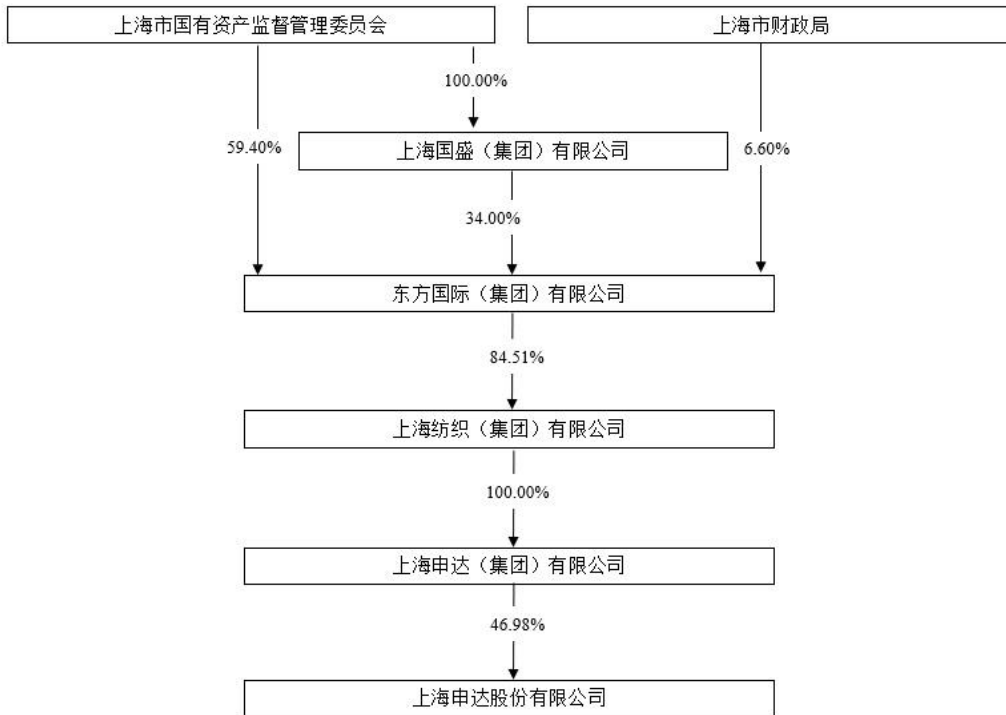 上海市国有资产监督管理委员会
上海市财政局
100.00%
59.40%
上海国盛（集团）有限公司
6.60%
34.00%
东方国际（集团）有限公司
84.51%
上海纺织（集团）有限公司
100.00%
上海申达（集团）有限公司
46.98%
上海申达股份有限公司